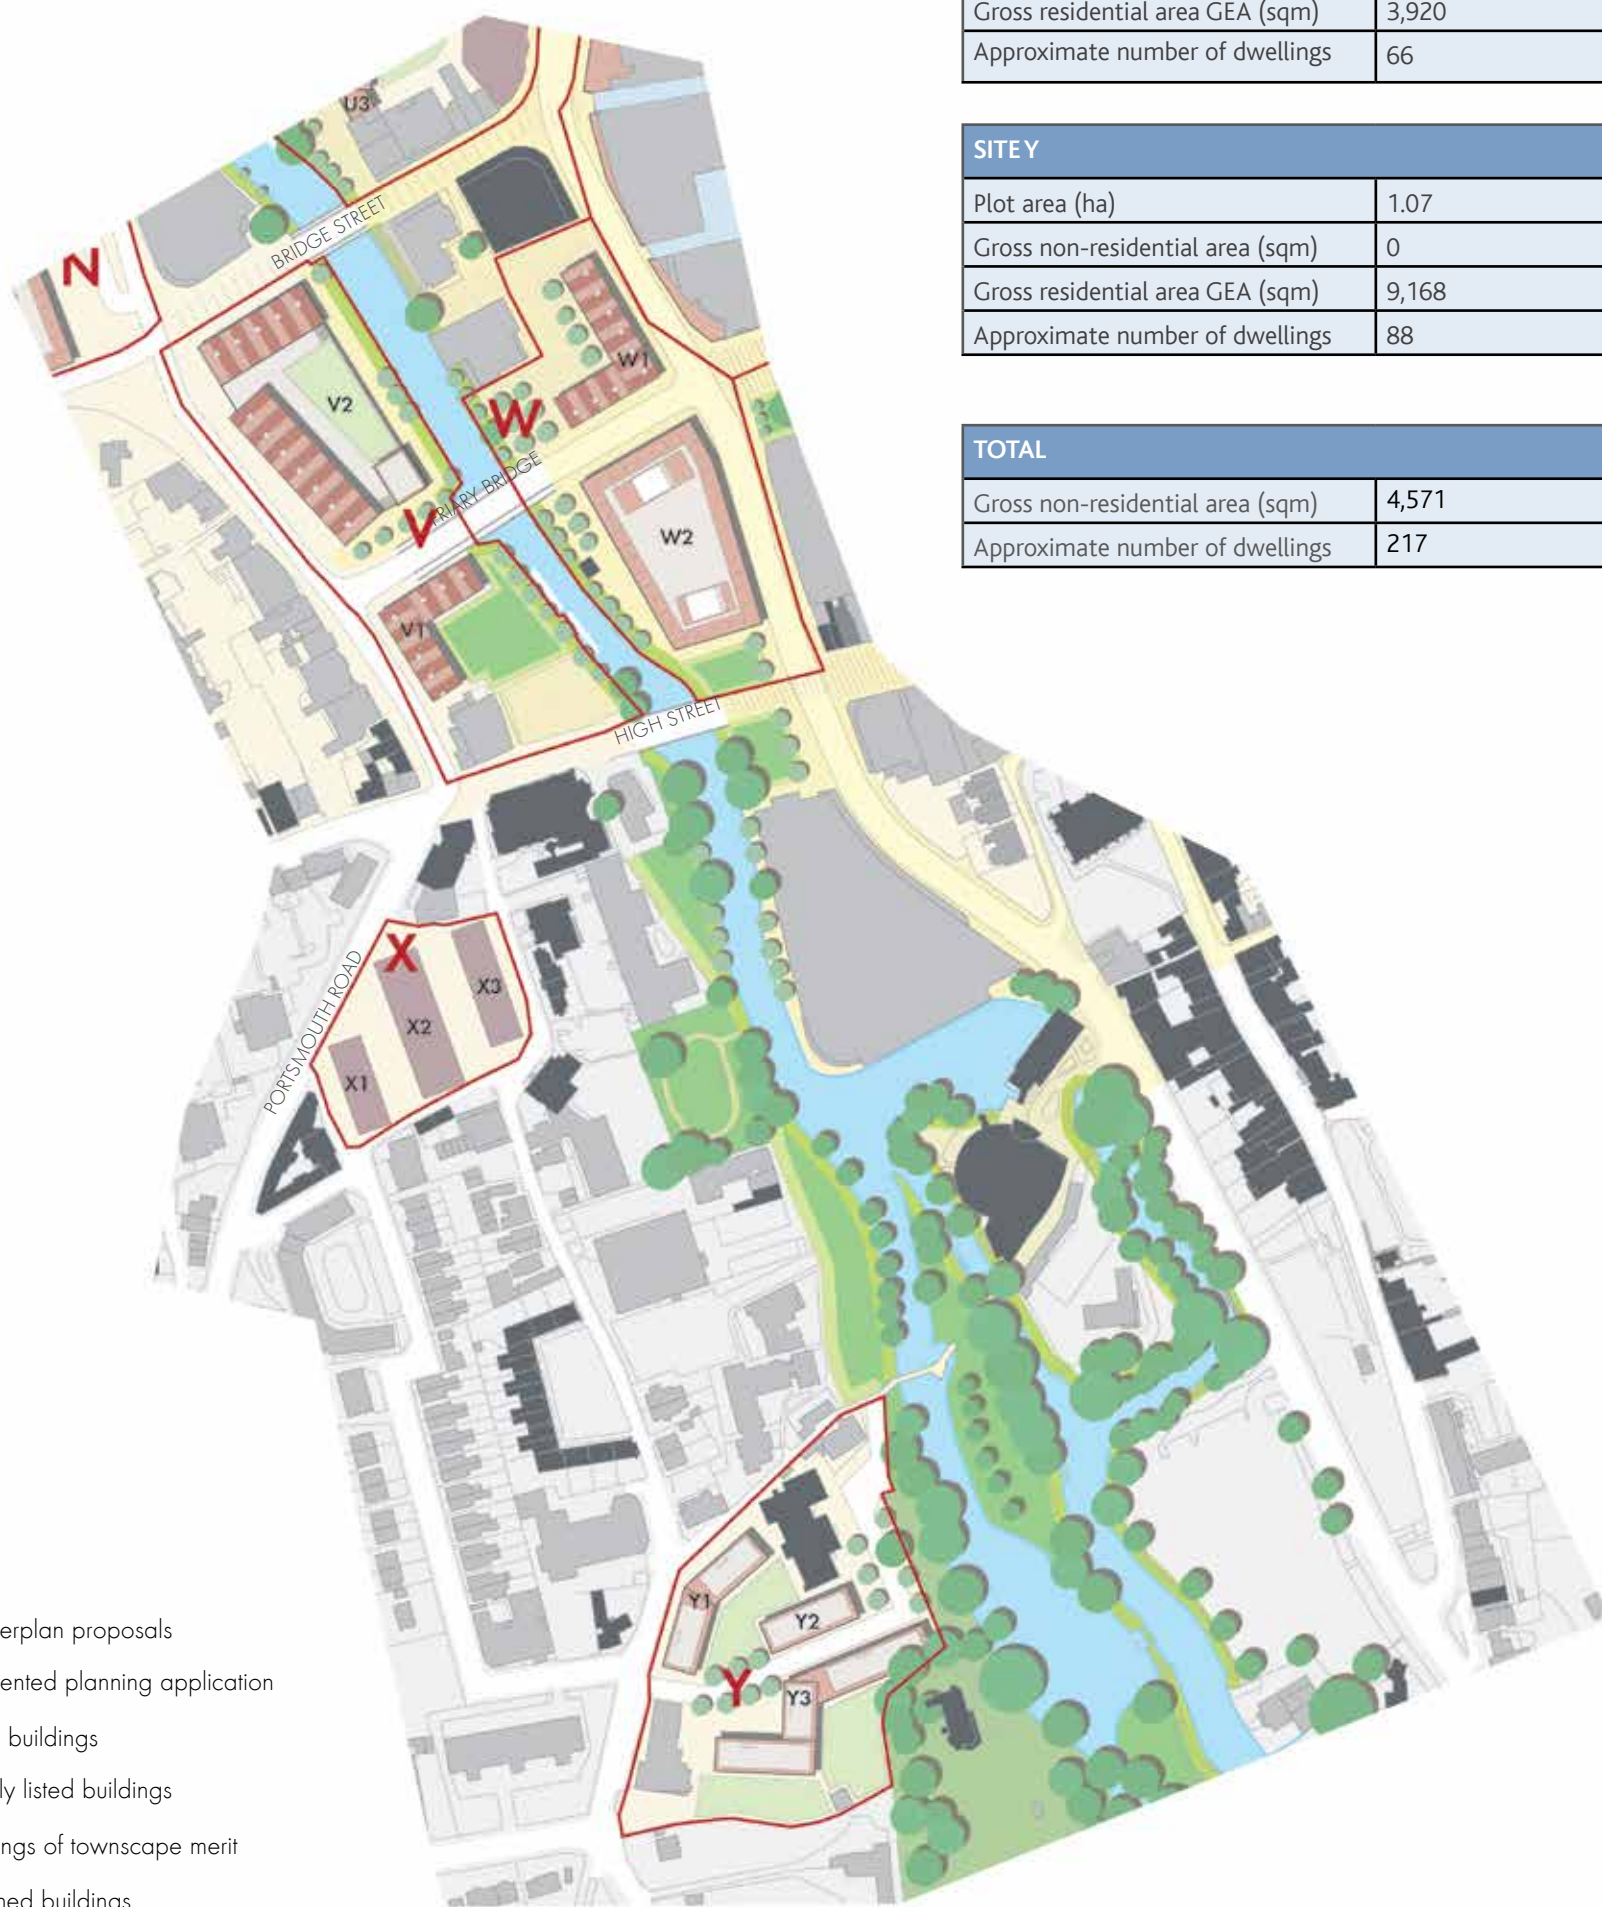 Gross residential area GEA (sqm) 3,920
Approximate number of dwellings 66
SITE Y
Plot area (ha) 1.07
Gross non-residential area (sqm) 0
Gross residential area GEA (sqm) 9,168
Approximate number of dwellings 88
TOTAL
Gross non-residential area (sqm) 4,571
Approximate number of dwellings 217
U3
BRIDGE STREET
N
W1
V2
W
FRIARY BRIDGE
V
W2
V1
HIGH STREET
PORTSMOUTH ROAD
X
X3
X2
X1
Y1
Y2
Y
Y3
erplan proposals
ented planning application
buildings
ly listed buildings
ngs of townscape merit
ned buildings